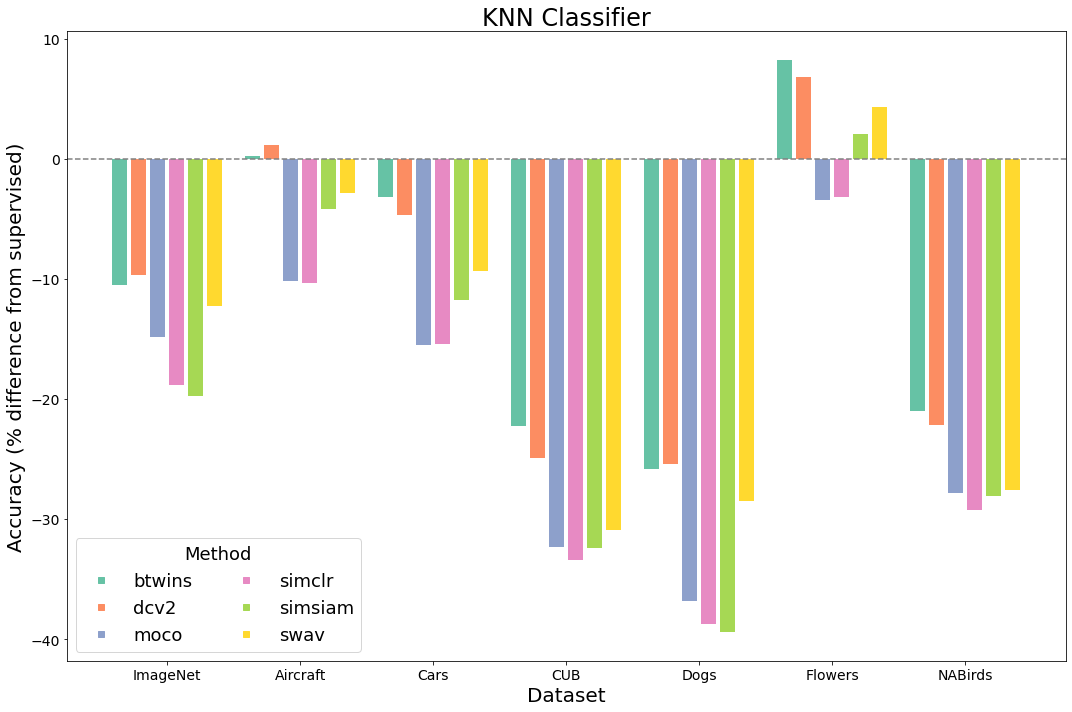 KNN Classifier
Accuracy (% difference from supervised)
10
0
−10
−20
−30
−40
Method
btwins simclr
dcv2 simsiam
moco swav
ImageNet Aircraft Cars CUB Dogs Flowers NABirds
Dataset